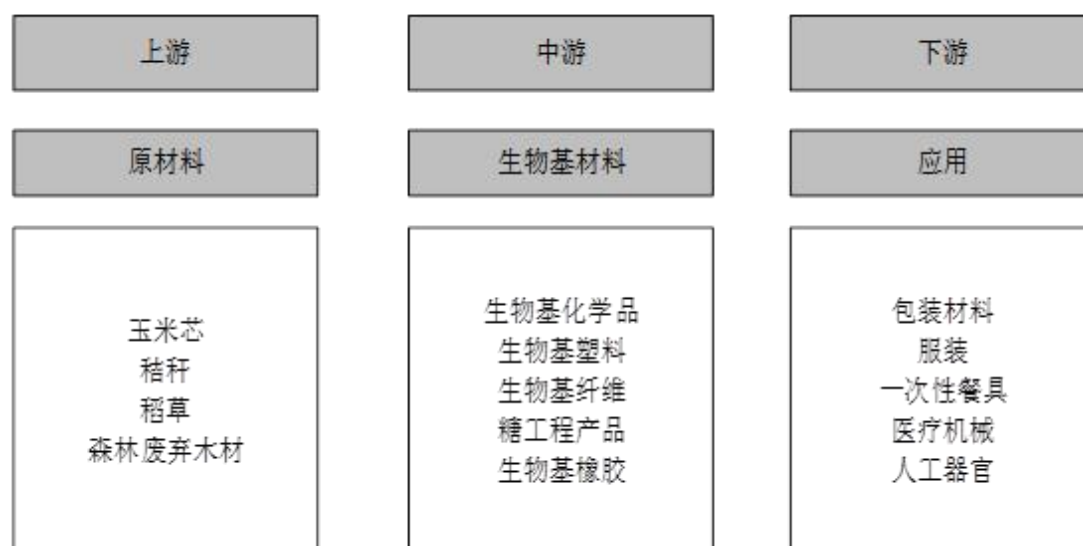 上游
中游
下游
原材料
生物基材料
应用
玉米芯
秸秆
稻草
森林废弃木材
生物基化学品
生物基塑料
生物基纤维
糖工程产品
生物基橡胶
包装材料
服装
一次性餐具
医疗机械
人工器官